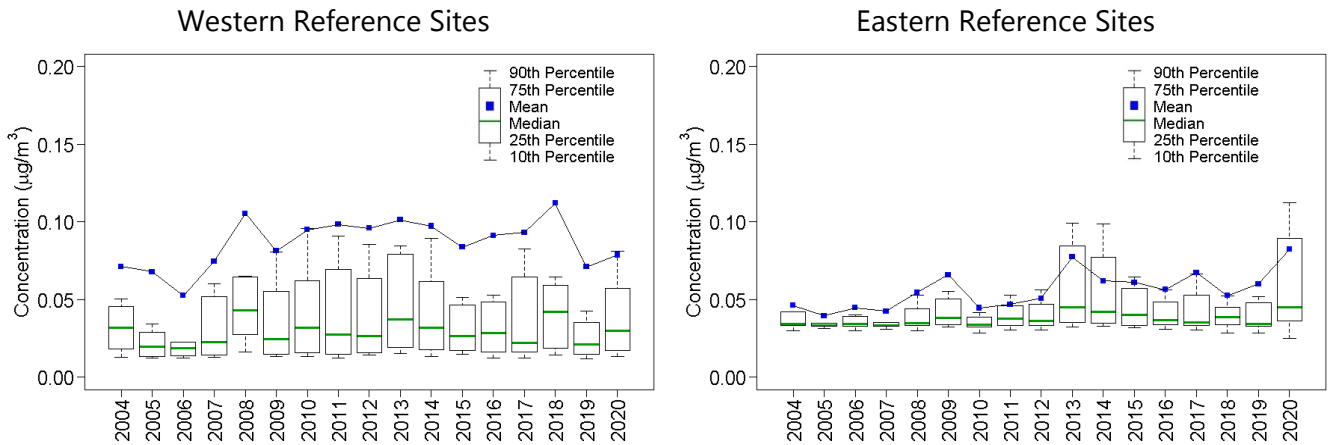 Western Reference Sites
Concentration (µg/m³)
0.20
0.15
0.10
0.05
0.00
90th Percentile
75th Percentile
Mean
Median
25th Percentile
10th Percentile
2004 2005 2006 2007 2008 2009 2010 2011 2012 2013 2014 2015 2016 2017 2018 2019 2020
Eastern Reference Sites
Concentration (µg/m³)
0.20
0.15
0.10
0.05
0.00
90th Percentile
75th Percentile
Mean
Median
25th Percentile
10th Percentile
2004 2005 2006 2007 2008 2009 2010 2011 2012 2013 2014 2015 2016 2017 2018 2019 2020